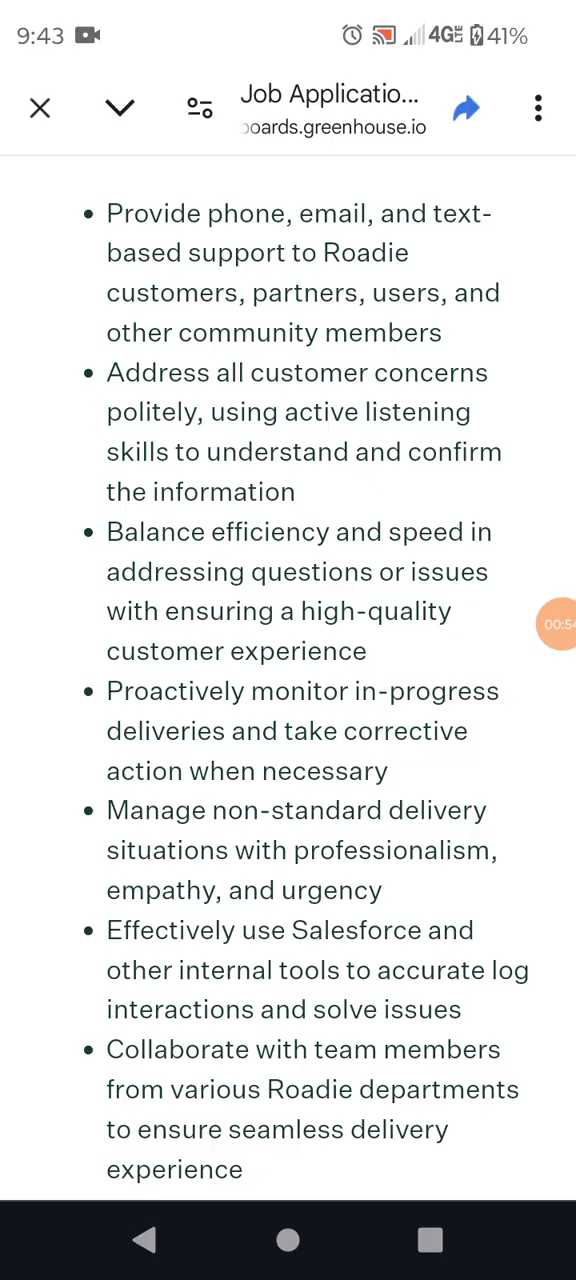 9:43
4GE 41%
Job Applicatio...
oards.greenhouse.io
• Provide phone, email, and text-
based support to Roadie
customers, partners, users, and
other community members
• Address all customer concerns
politely, using active listening
skills to understand and confirm
the information
• Balance efficiency and speed in
addressing questions or issues
with ensuring a high-quality
customer experience
• Proactively monitor in-progress
deliveries and take corrective
action when necessary
• Manage non-standard delivery
situations with professionalism,
empathy, and urgency
• Effectively use Salesforce and
other internal tools to accurate log
interactions and solve issues
• Collaborate with team members
from various Roadie departments
to ensure seamless delivery
experience
00:54